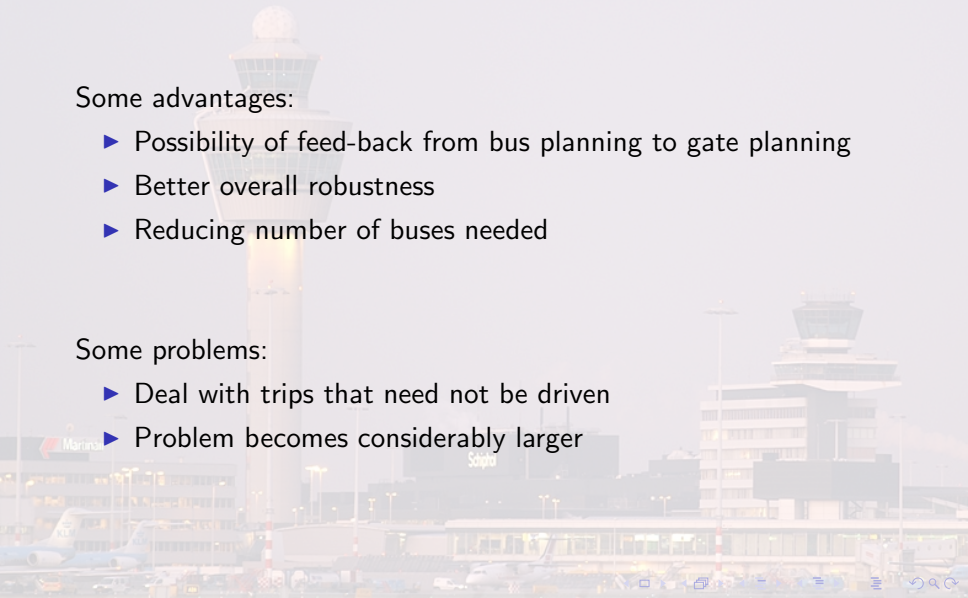 Some advantages:
Possibility of feed-back from bus planning to gate planning
Better overall robustness
Reducing number of buses needed
Some problems:
Deal with trips that need not be driven
Problem becomes considerably larger
Schiphol